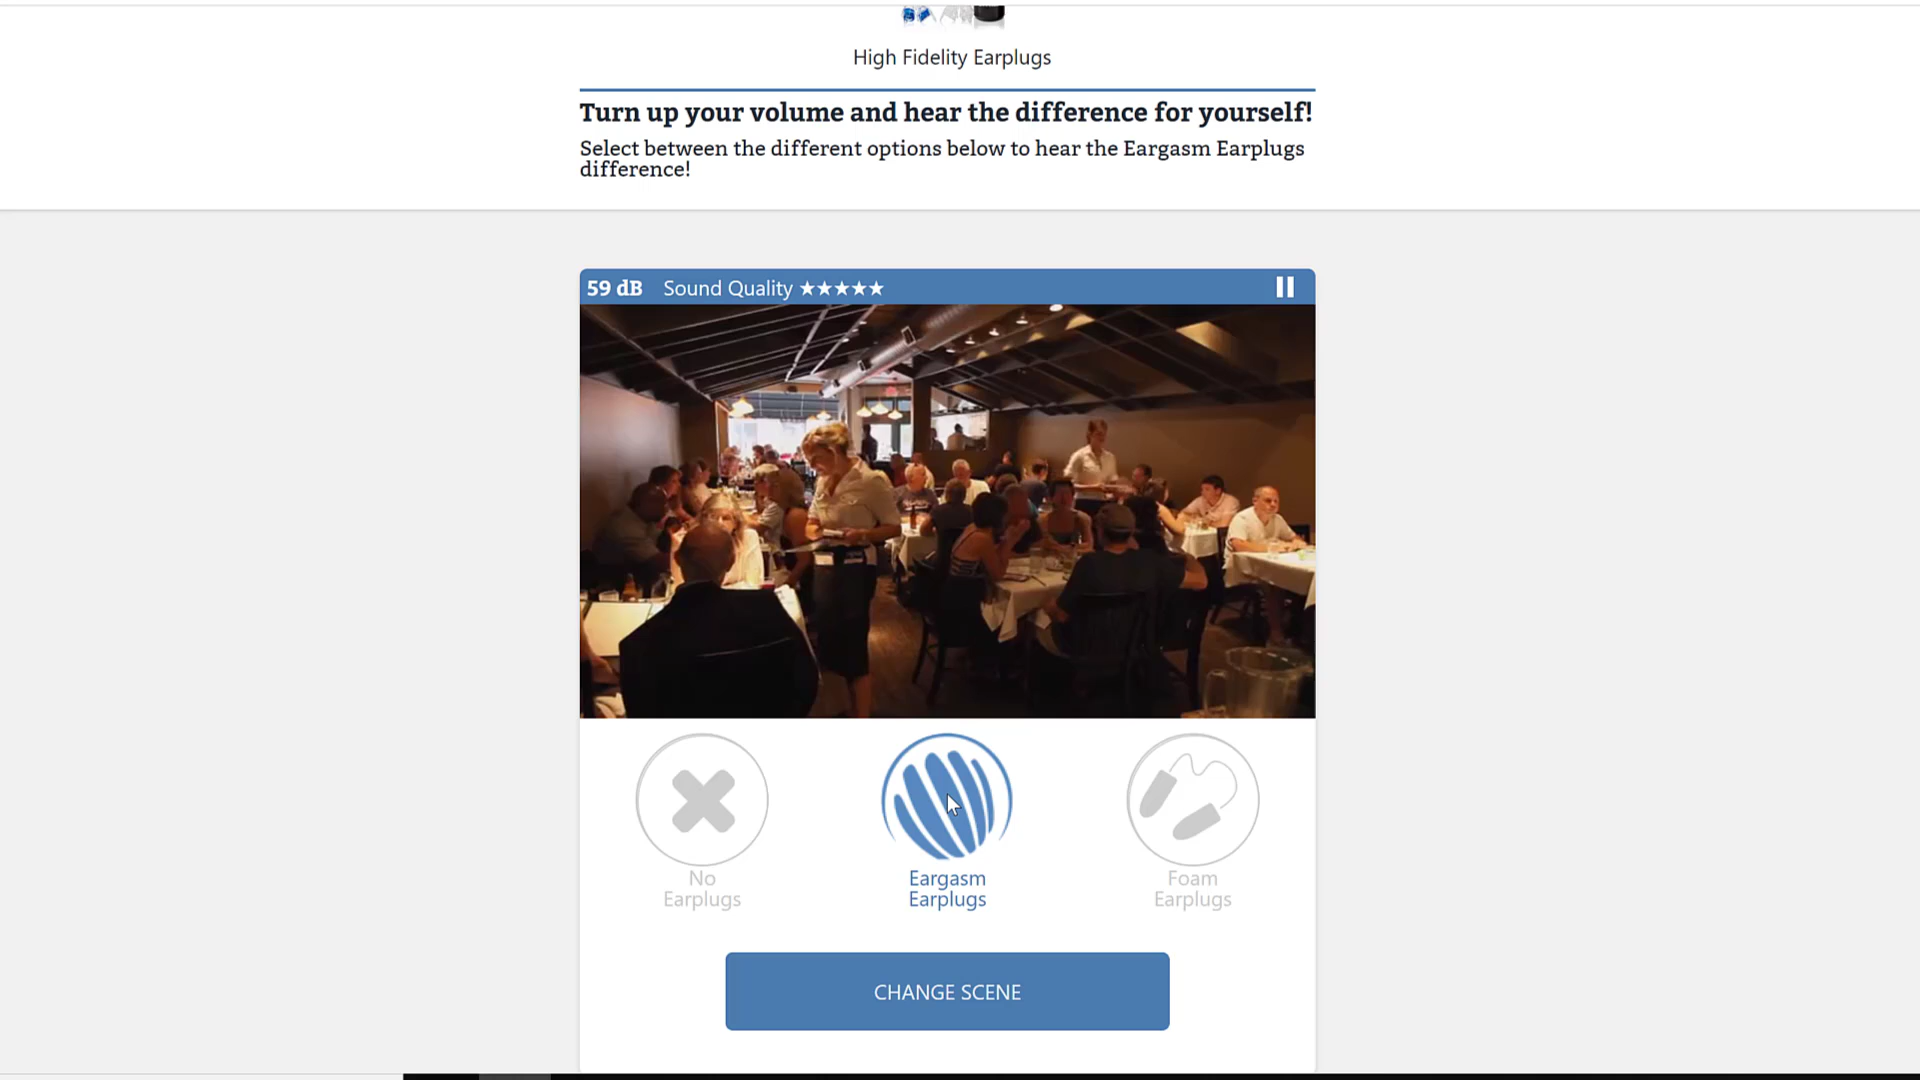 High Fidelity Earplugs
Turn up your volume and hear the difference for yourself!
Select between the different options below to hear the Eargasm Earplugs
difference!
59 dB Sound Quality ★★★★★
No
Earplugs
Eargasm
Earplugs
Foam
Earplugs
CHANGE SCENE